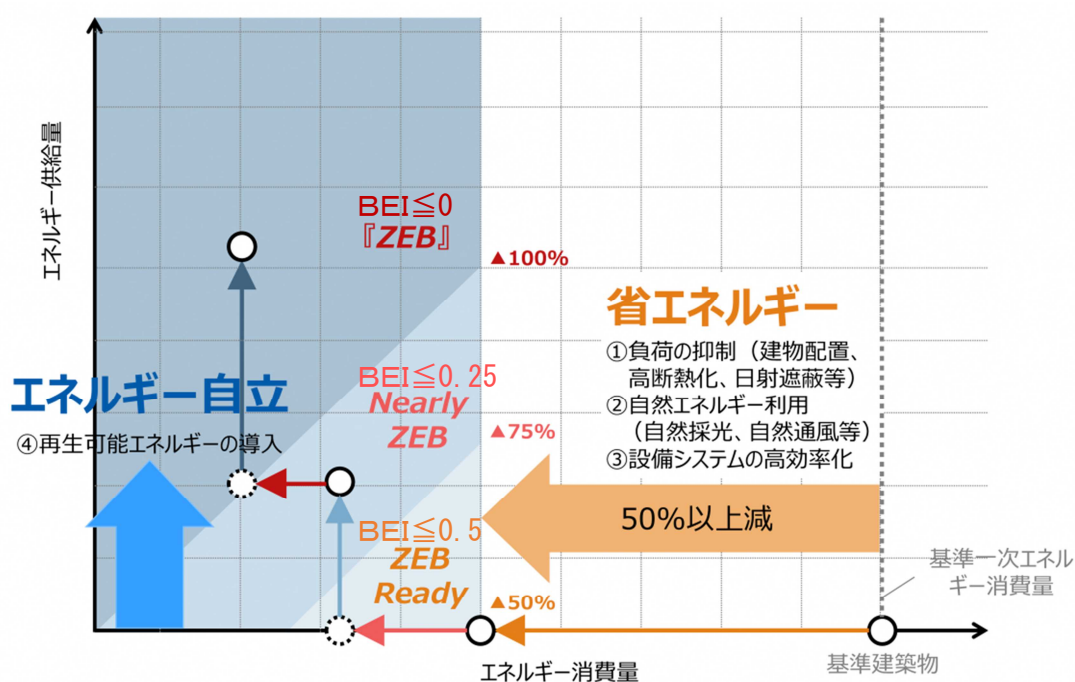 エネルギー供給量
BEI≦0
『ZEB』
▲100%
省エネルギー
①負荷の抑制（建物配置、
高断熱化、日射遮蔽等）
②自然エネルギー利用
（自然採光、自然通風等）
③設備システムの高効率化
エネルギー自立
④再生可能エネルギーの導入
BEI≦0.25
Nearly
ZEB
▲75%
50%以上減
BEI≦0.5
ZEB
Ready
▲50%
基準一次エネル
ギー消費量
エネルギー消費量
基準建築物